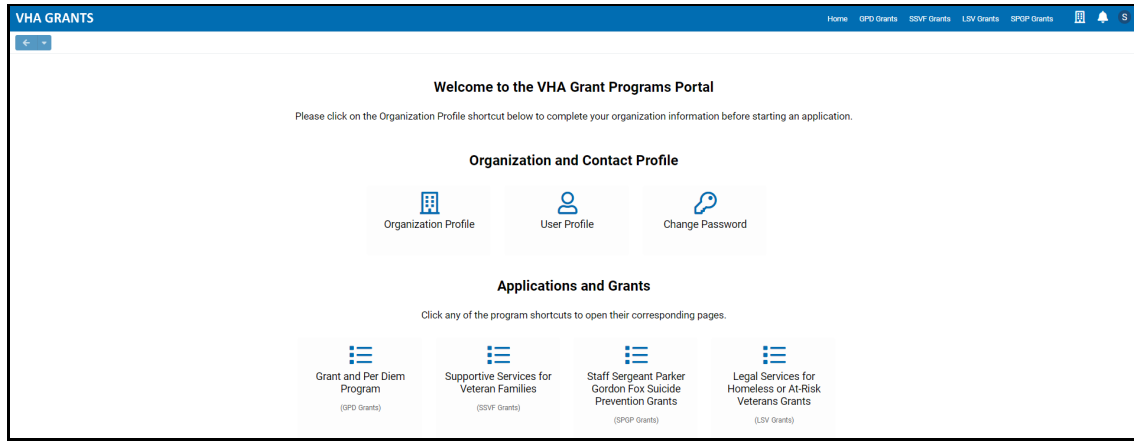 VHA GRANTS
Home GPD Grants SSVF Grants LSV Grants SPGP Grants S
Welcome to the VHA Grant Programs Portal
Please click on the Organization Profile shortcut below to complete your organization information before starting an application.
Organization and Contact Profile
Organization Profile
User Profile
Change Password
Applications and Grants
Click any of the program shortcuts to open their corresponding pages.
Grant and Per Diem
Program
(GPD Grants)
Supportive Services for
Veteran Families
(SSVF Grants)
Staff Sergeant Parker
Gordon Fox Suicide
Prevention Grants
(SPGP Grants)
Legal Services for
Homeless or At-Risk
Veterans Grants
(LSV Grants)